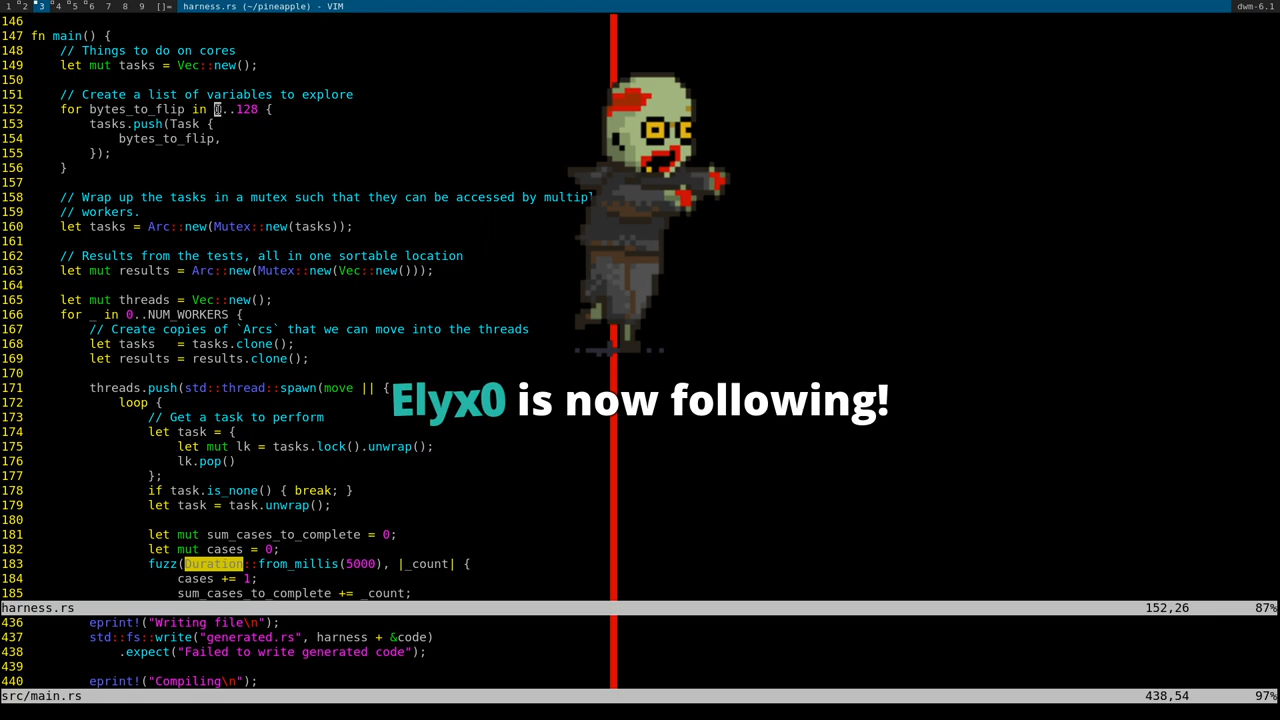 1 2 3 4 5 6 7 8 9 []= harness.rs (~/pineapple) - VIM dwm-6.1
146
147 fn main() {
148     // Things to do on cores
149     let mut tasks = Vec::new();
150
151     // Create a list of variables to explore
152     for bytes_to_flip in 0..128 {
153         tasks.push(Task {
154             bytes_to_flip,
155         });
156     }
157
158     // Wrap up the tasks in a mutex such that they can be accessed by multipl
159     // workers.
160     let tasks = Arc::new(Mutex::new(tasks));
161
162     // Results from the tests, all in one sortable location
163     let mut results = Arc::new(Mutex::new(Vec::new()));
164
165     let mut threads = Vec::new();
166     for _ in 0..NUM_WORKERS {
167         // Create copies of `Arcs` that we can move into the threads
168         let tasks   = tasks.clone();
169         let results = results.clone();
170
171         threads.push(std::thread::spawn(move || {
172             loop {
Elyx0 is now following!
173                 // Get a task to perform
174                 let task = {
175                     let mut lk = tasks.lock().unwrap();
176                     lk.pop()
177                 };
178                 if task.is_none() { break; }
179                 let task = task.unwrap();
180
181                 let mut sum_cases_to_complete = 0;
182                 let mut cases = 0;
183                 fuzz(Duration::from_millis(5000), |_count| {
184                     cases += 1;
185                     sum_cases_to_complete += _count;
harness.rs 152,26 87%
436         eprint!("Writing file\n");
437         std::fs::write("generated.rs", harness + &code)
438             .expect("Failed to write generated code");
439
440         eprint!("Compiling\n");
src/main.rs 438,54 97%